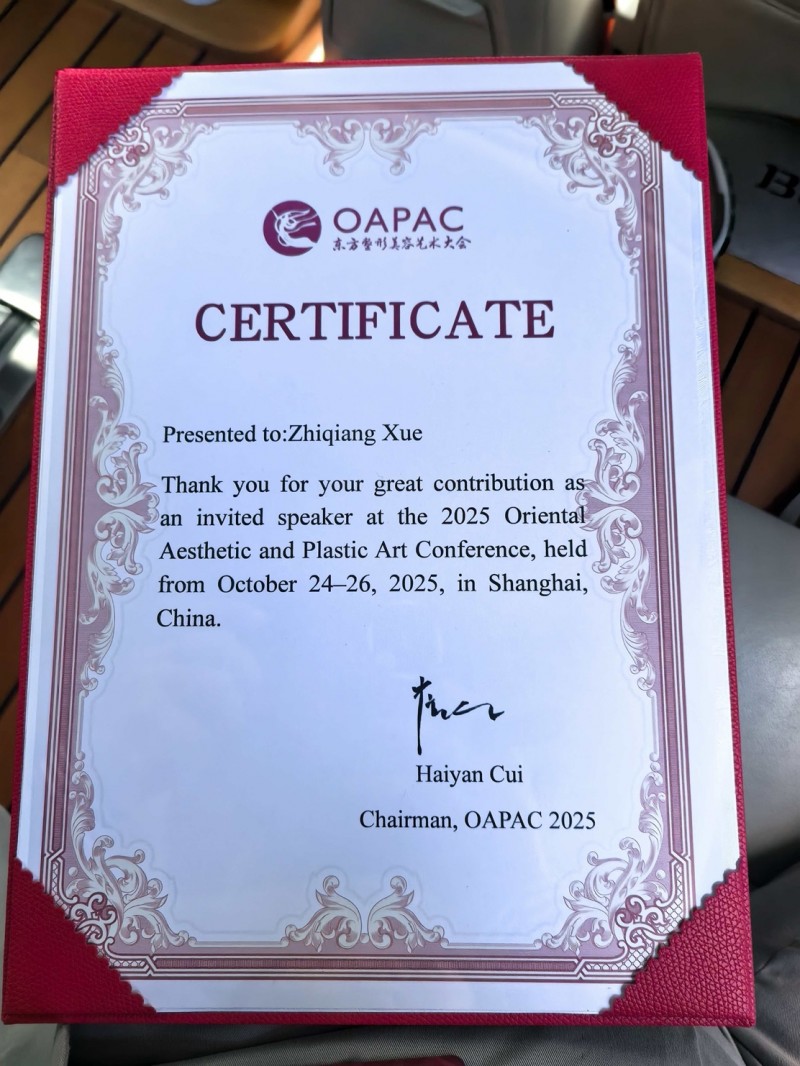 OAPAC
东方整形美容艺术大会
CERTIFICATE
Presented to:Zhiqiang Xue
Thank you for your great contribution as
an invited speaker at the 2025 Oriental
Aesthetic and Plastic Art Conference, held
from October 24–26, 2025, in Shanghai,
China.
Haiyan Cui
Chairman, OAPAC 2025